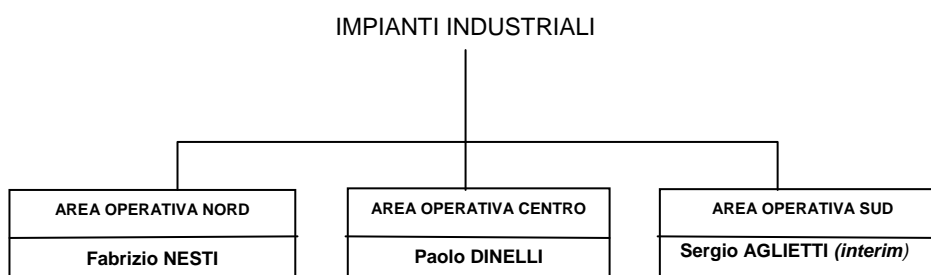 IMPIANTI INDUSTRIALI
AREA OPERATIVA NORD
Fabrizio NESTI
AREA OPERATIVA CENTRO
Paolo DINELLI
AREA OPERATIVA SUD
Sergio AGLIETTI (interim)